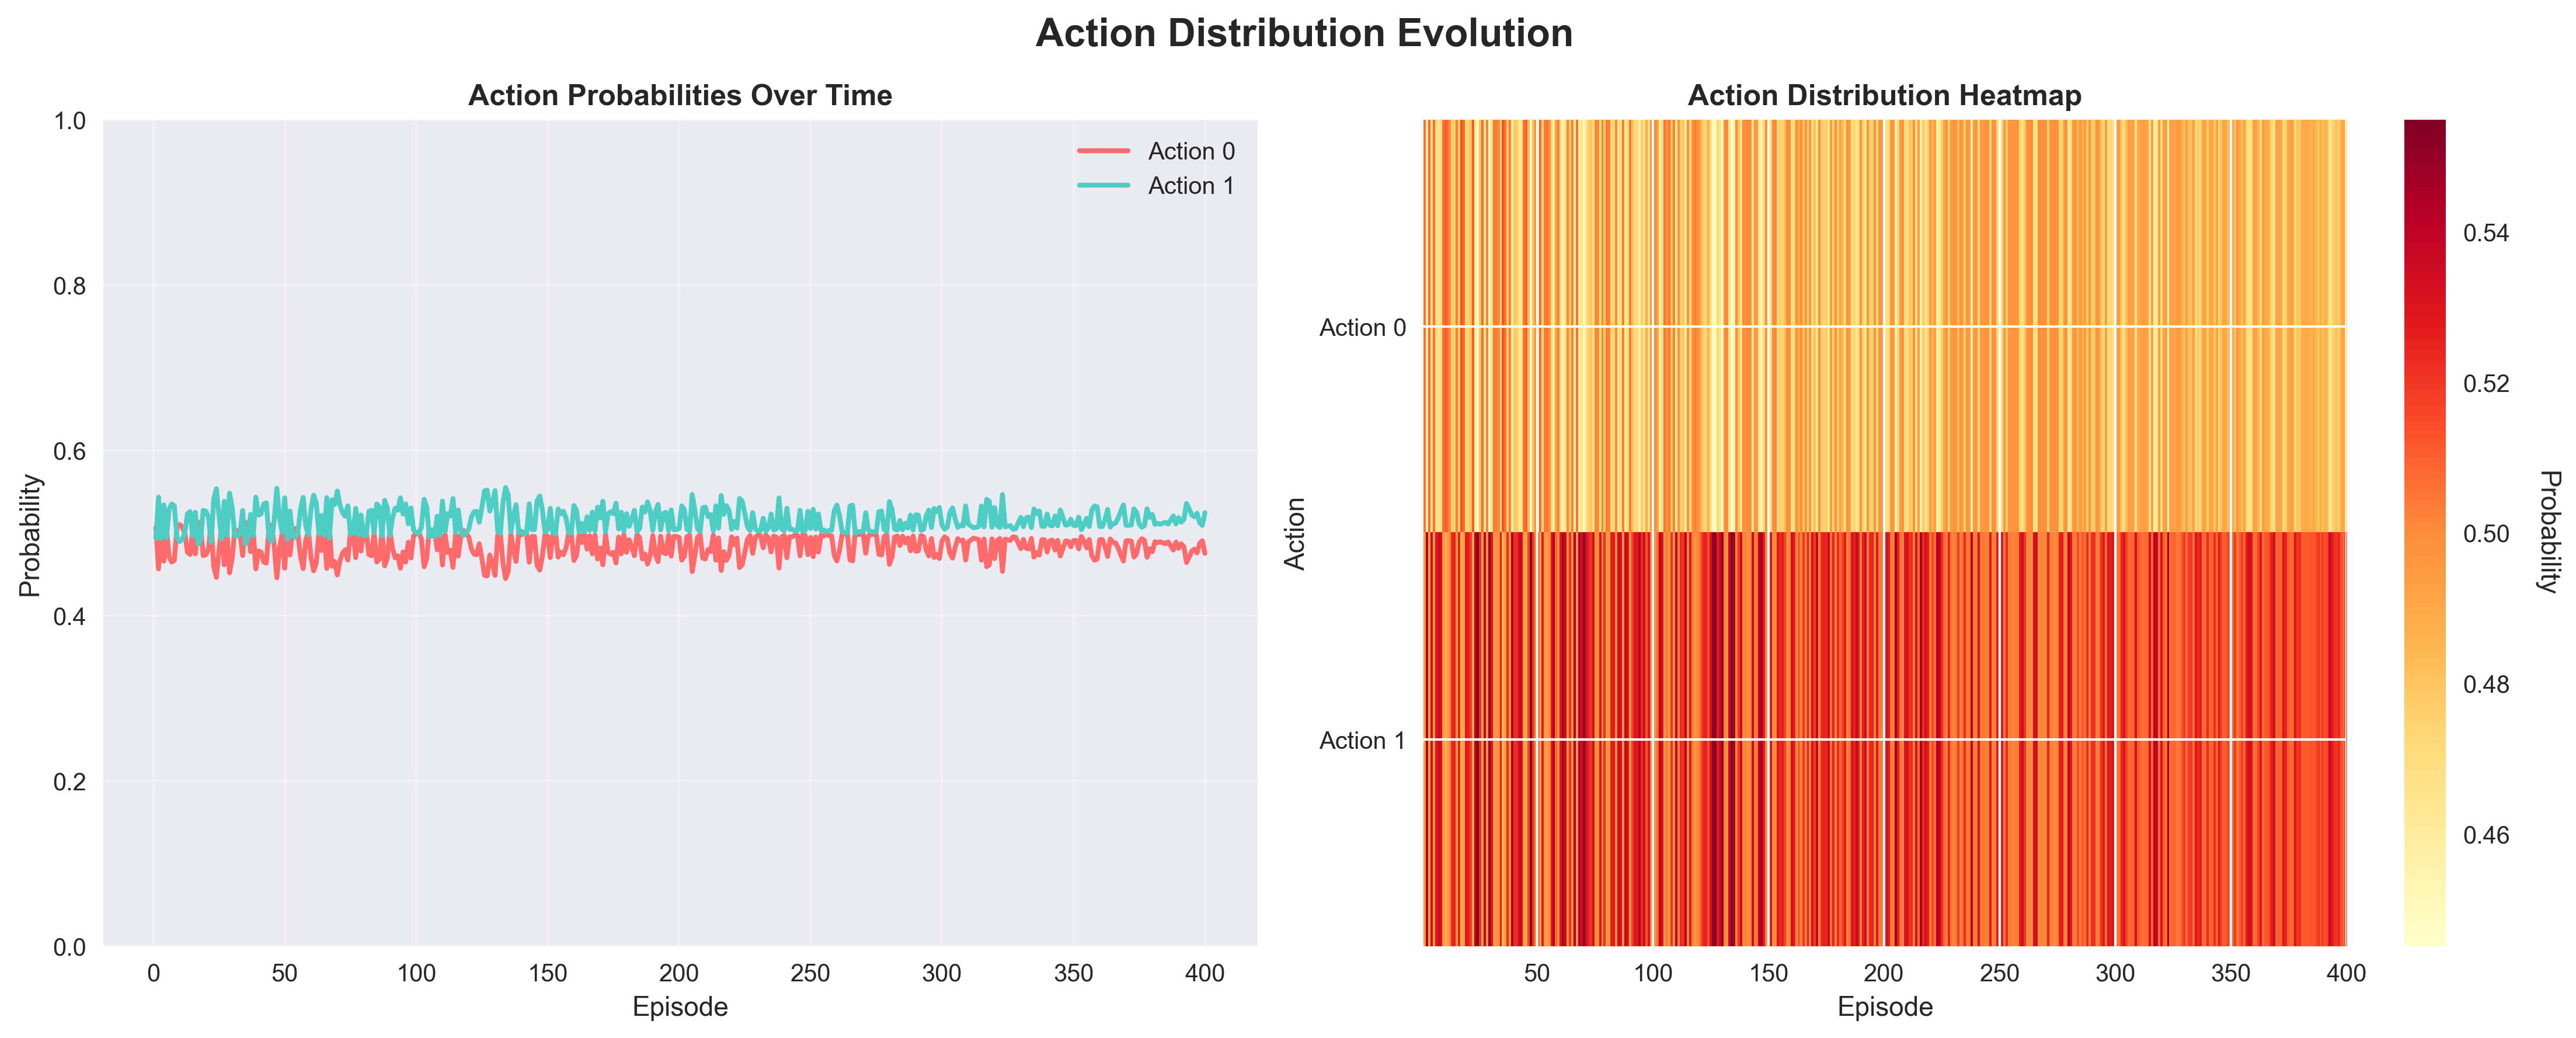 Action Distribution Evolution
Action Probabilities Over Time
1.0
0.8
0.6
0.4
0.2
0.0
Probability
0 50 100 150 200 250 300 350 400
Episode
Action 0
Action 1
Action Distribution Heatmap
Action
Action 0
Action 1
50 100 150 200 250 300 350 400
Episode
0.54
0.52
0.50
0.48
0.46
Probability